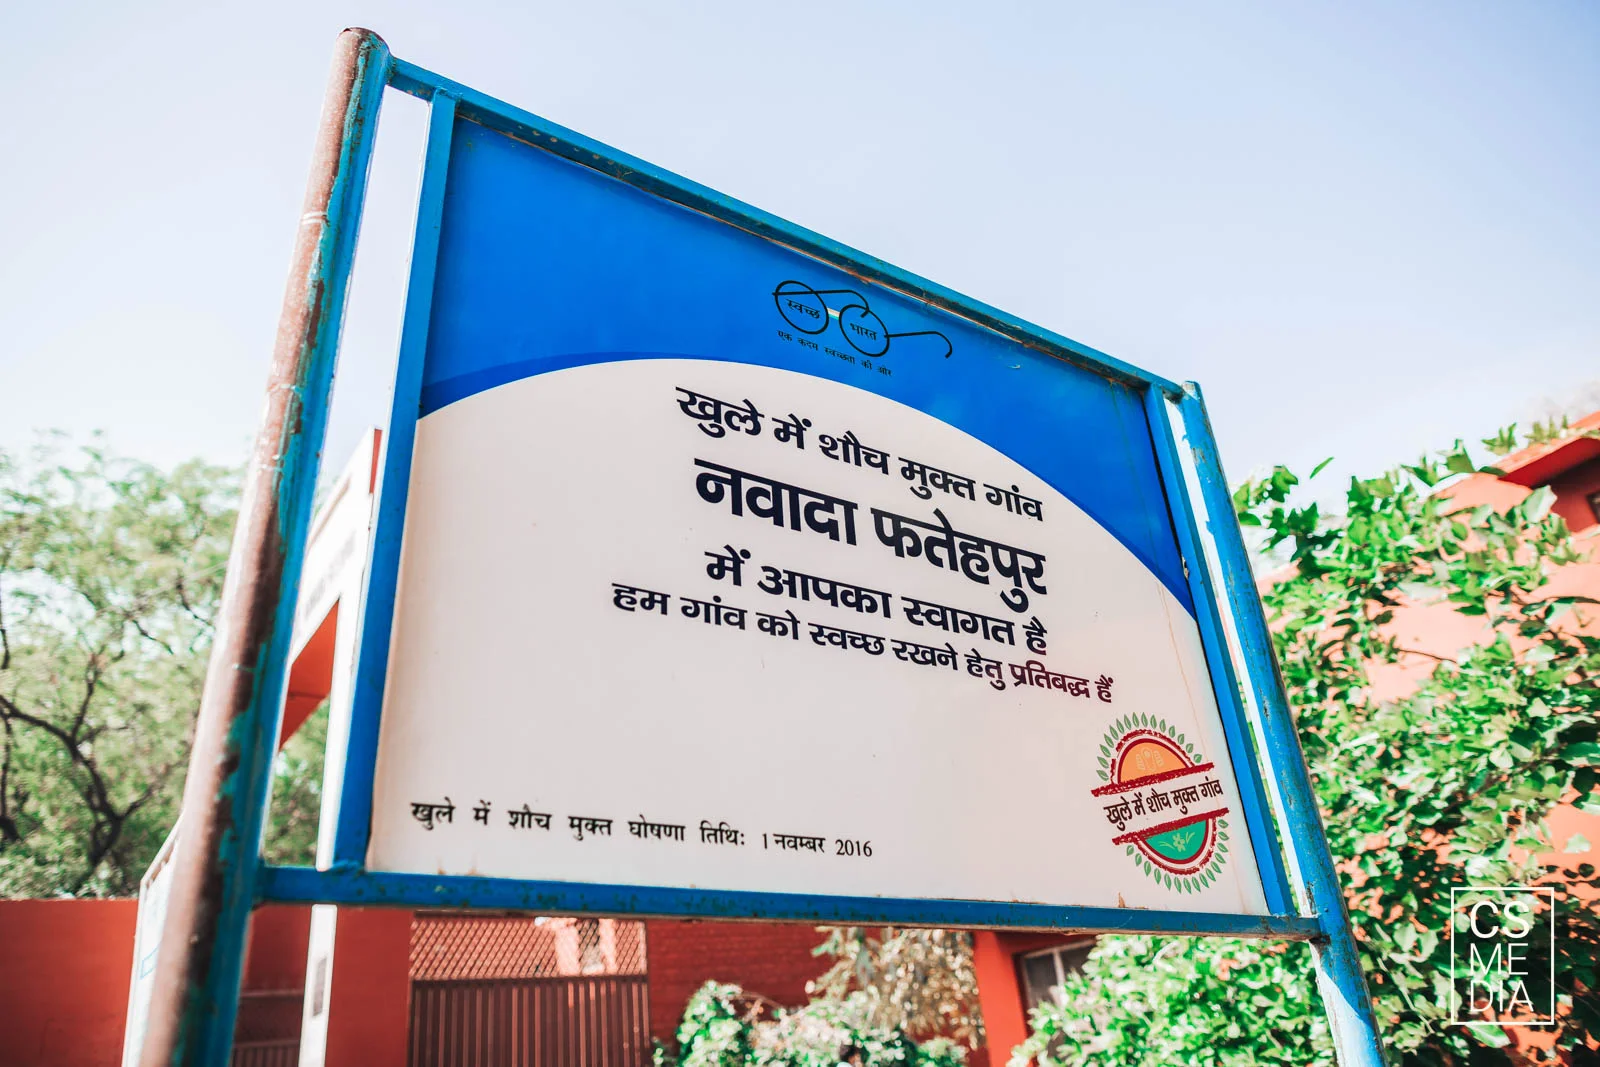 स्वच्छ भारत
एक कदम स्वच्छता की ओर
खुले में शौच मुक्त गांव
नवादा फतेहपुर
में आपका स्वागत है
हम गांव को स्वच्छ रखने हेतु प्रतिबद्ध हैं
खुले में शौच मुक्त गांव
खुले में शौच मुक्त घोषणा तिथिः 1 नवम्बर 2016
CS
ME
DIA